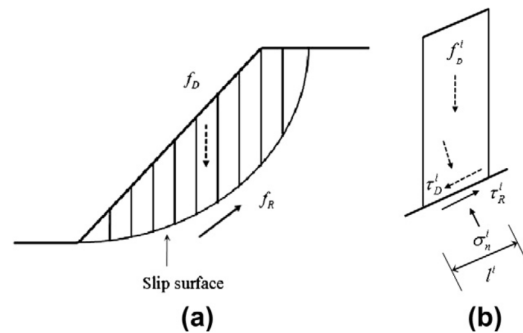 f_D
f_R
Slip surface
(a)
f_D^i
τ_D^i
τ_R^i
σ_n^i
l^i
(b)